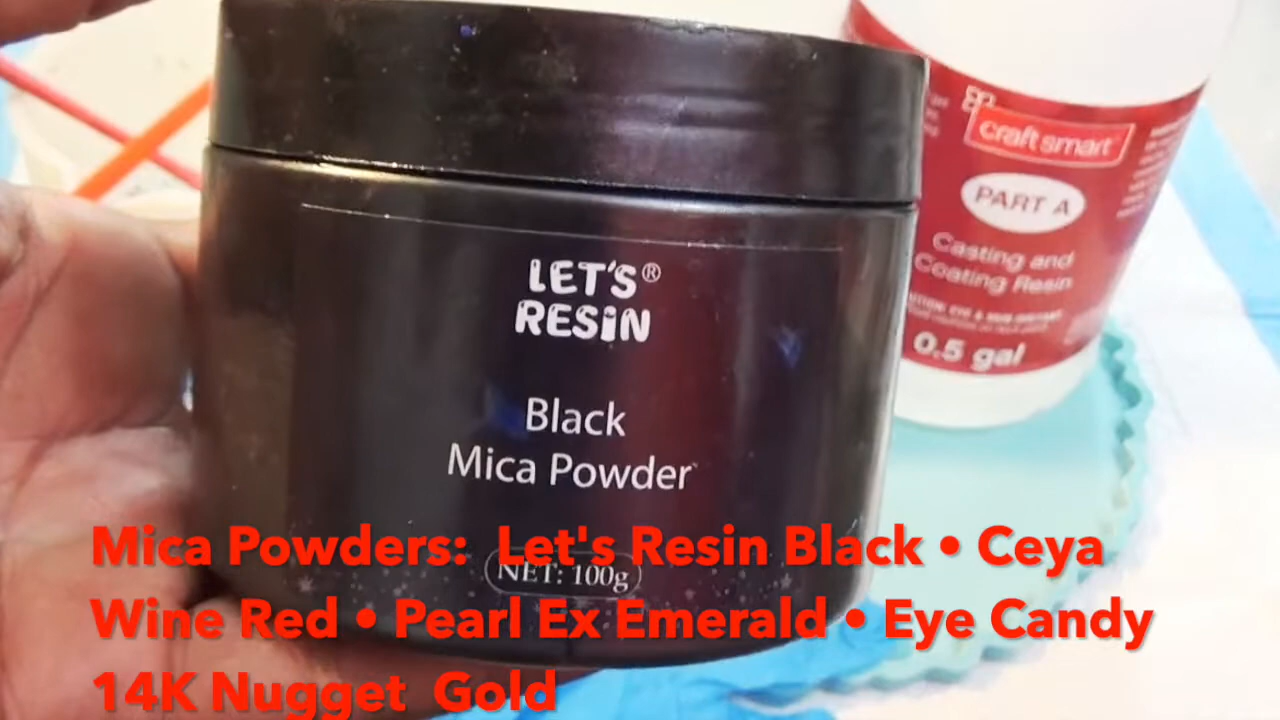 LET'S®
RESIN
Black
Mica Powder
NET: 100g
craft smart
PART A
Casting and
Coating Resin
0.5 gal
Mica Powders:  Let's Resin Black • Ceya
Wine Red • Pearl Ex Emerald • Eye Candy
14K Nugget  Gold